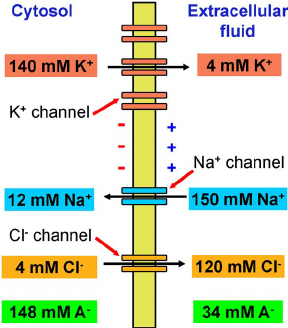 Cytosol Extracellular
fluid
140 mM K⁺ 4 mM K⁺
K⁺ channel
- +
- +
- +
Na⁺ channel
12 mM Na⁺ 150 mM Na⁺
Cl⁻ channel
4 mM Cl⁻ 120 mM Cl⁻
148 mM A⁻ 34 mM A⁻